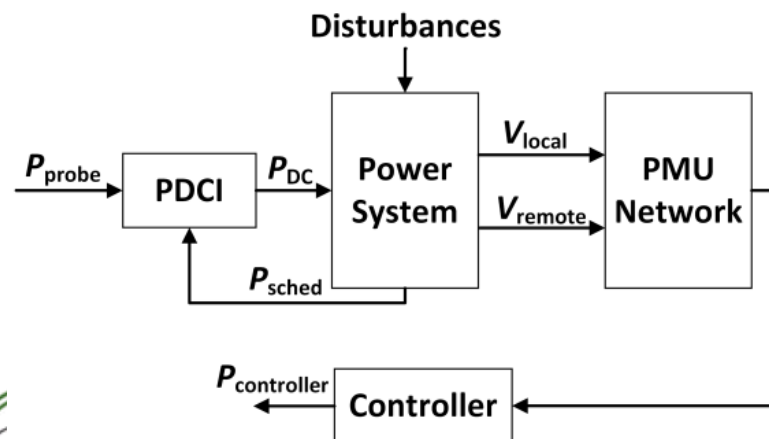 Disturbances
P_probe
PDCI
P_DC
Power
System
V_local
V_remote
PMU
Network
P_sched
P_controller
Controller